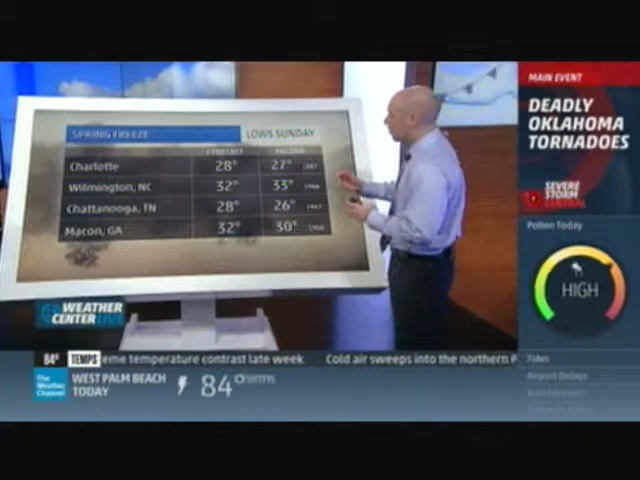 SPRING FREEZE LOWS SUNDAY
FORECAST RECORD
Charlotte 28° 27°
Wilmington, NC 32° 33°
Chattanooga, TN 28° 26°
Macon, GA 32° 30°
MAIN EVENT
DEADLY
OKLAHOMA
TORNADOES
SEVERE
STORM
CENTRAL
Pollen Today
HIGH
Tides
Airport Delays
WEATHER
CENTER LIVE
84° TEMPS eme temperature contrast late week Cold air sweeps into the northern P
The
Weather
Channel
WEST PALM BEACH
TODAY
84°